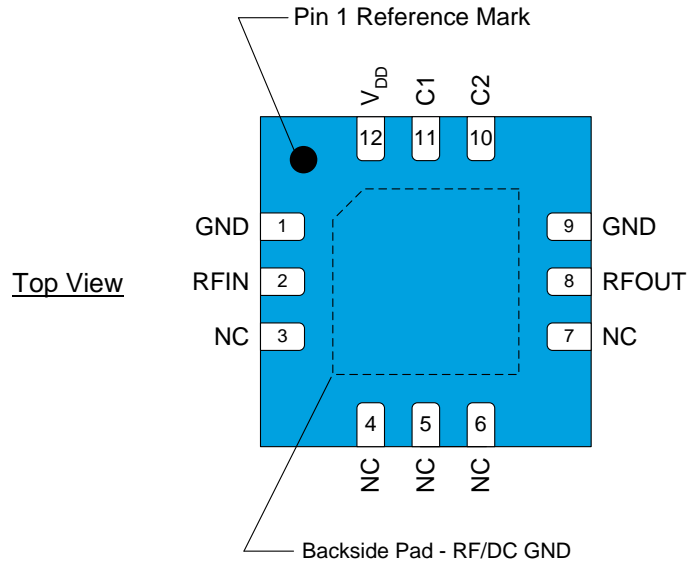 Pin 1 Reference Mark
VDD C1 C2
12 11 10
GND 1 9 GND
Top View RFIN 2 8 RFOUT
NC 3 7 NC
4 5 6
NC NC NC
Backside Pad - RF/DC GND